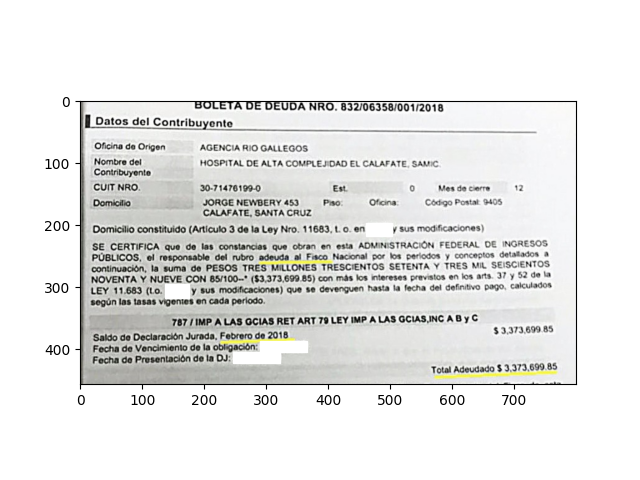 BOLETA DE DEUDA NRO. 832/06358/001/2018
Datos del Contribuyente
Oficina de Origen AGENCIA RIO GALLEGOS
Nombre del Contribuyente HOSPITAL DE ALTA COMPLEJIDAD EL CALAFATE, SAMIC.
CUIT NRO. 30-71476199-0 Est. 0 Mes de cierre 12
Domicilio JORGE NEWBERY 453 Piso: Oficina: Código Postal: 9405
CALAFATE, SANTA CRUZ
Domicilio constituido (Artículo 3 de la Ley Nro. 11683, t. o. en y sus modificaciones)
SE CERTIFICA que de las constancias que obran en esta ADMINISTRACIÓN FEDERAL DE INGRESOS
PÚBLICOS, el responsable del rubro adeuda al Fisco Nacional por los periodos y conceptos detallados a
continuación, la suma de PESOS TRES MILLONES TRESCIENTOS SETENTA Y TRES MIL SEISCIENTOS
NOVENTA Y NUEVE CON 85/100--* ($3,373,699.85) con más los intereses previstos en los arts. 37 y 52 de la
LEY 11.683 (t.o. y sus modificaciones) que se devenguen hasta la fecha del definitivo pago, calculados
según las tasas vigentes en cada periodo.
787 / IMP A LAS GCIAS RET ART 79 LEY IMP A LAS GCIAS,INC A B y C
Saldo de Declaración Jurada, Febrero de 2018 $ 3,373,699.85
Fecha de Vencimiento de la obligación:
Fecha de Presentación de la DJ:
Total Adeudado $ 3,373,699.85
0
100
200
300
400
0 100 200 300 400 500 600 700